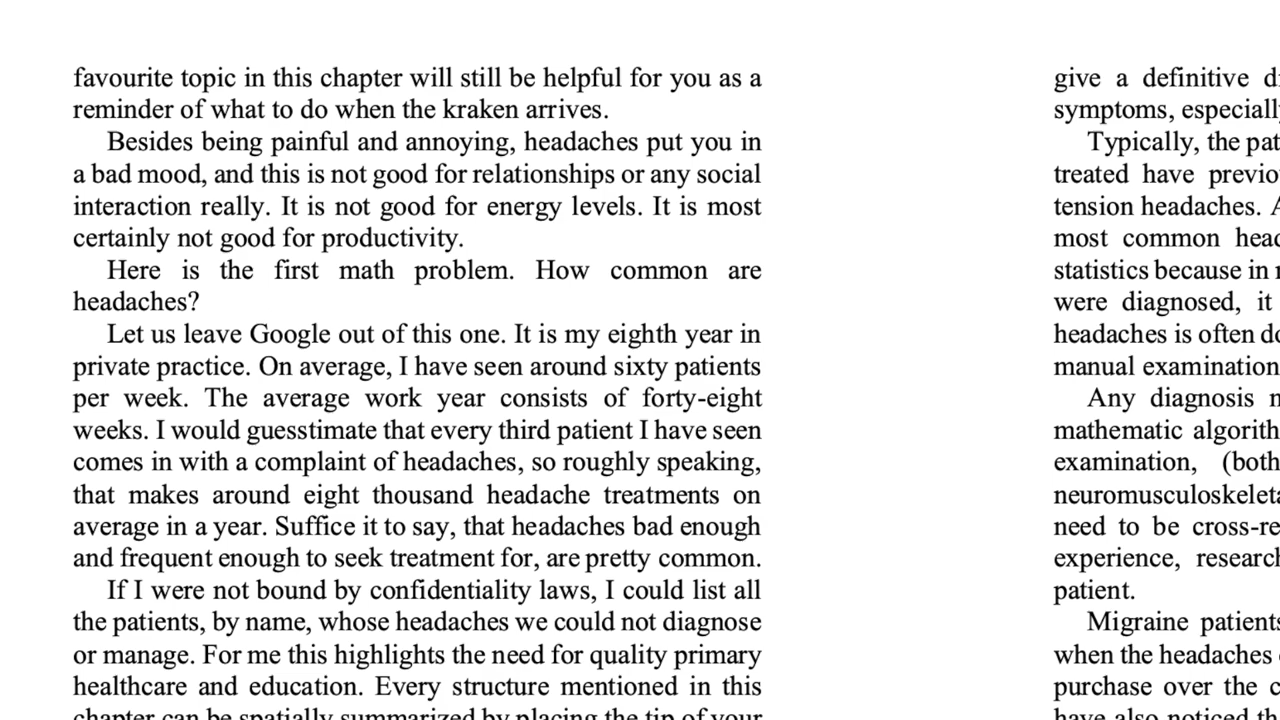 favourite topic in this chapter will still be helpful for you as a
reminder of what to do when the kraken arrives.
Besides being painful and annoying, headaches put you in
a bad mood, and this is not good for relationships or any social
interaction really. It is not good for energy levels. It is most
certainly not good for productivity.
Here is the first math problem. How common are
headaches?
Let us leave Google out of this one. It is my eighth year in
private practice. On average, I have seen around sixty patients
per week. The average work year consists of forty-eight
weeks. I would guesstimate that every third patient I have seen
comes in with a complaint of headaches, so roughly speaking,
that makes around eight thousand headache treatments on
average in a year. Suffice it to say, that headaches bad enough
and frequent enough to seek treatment for, are pretty common.
If I were not bound by confidentiality laws, I could list all
the patients, by name, whose headaches we could not diagnose
or manage. For me this highlights the need for quality primary
healthcare and education. Every structure mentioned in this
chapter can be spatially summarized by placing the tip of your
give a definitive
symptoms, especially
Typically, the
treated have
tension headaches.
most common
statistics because in
were diagnosed, it
headaches is often
manual examination
Any diagnosis
mathematic
examination, (both
need to be
experience,
patient.
Migraine patients
when the headaches
purchase over the
have also noticed